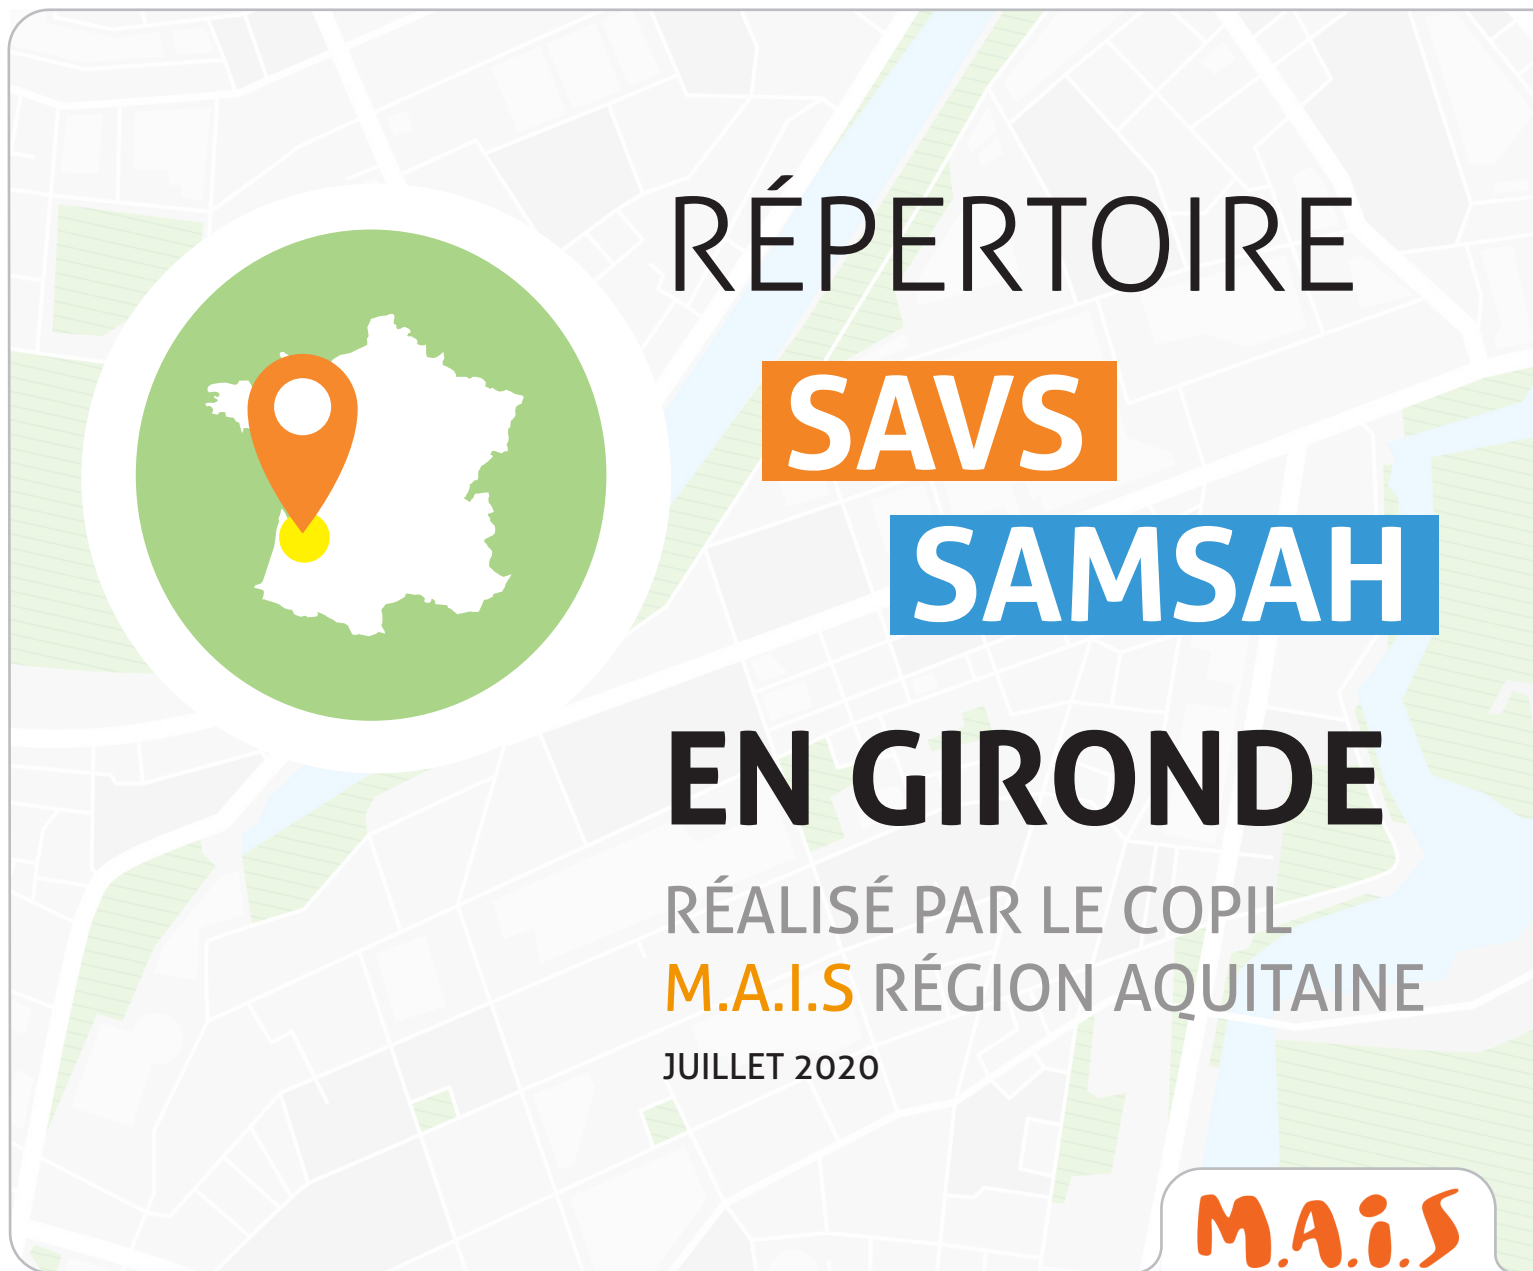 RÉPERTOIRE
SAVS
SAMSAH
EN GIRONDE
RÉALISÉ PAR LE COPIL
M.A.I.S RÉGION AQUITAINE
JUILLET 2020
M.A.i.S